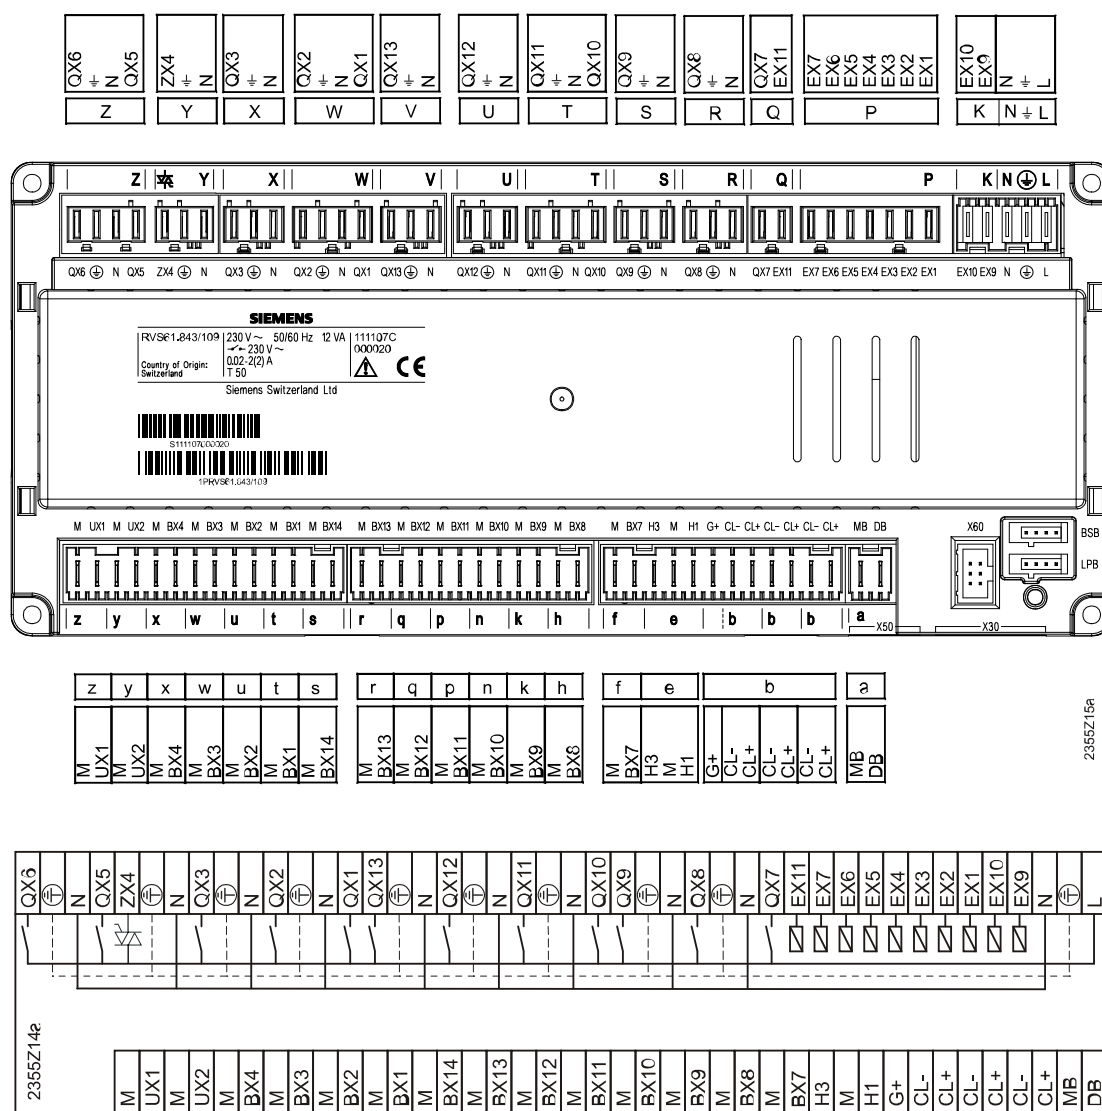 QX6 ⏚ N QX5 ZX4 ⏚ N QX3 ⏚ N QX2 ⏚ N QX1 QX13 ⏚ N QX12 ⏚ N QX11 ⏚ N QX10 QX9 ⏚ N QX8 ⏚ N QX7 EX11 EX7 EX6 EX5 EX4 EX3 EX2 EX1 EX10 EX9 N ⏚ L
Z Y X W V U T S R Q P K N ⏚ L
Z Y X W V U T S R Q P K N ⏚ L
QX6 ⏚ N QX5 ZX4 ⏚ N QX3 ⏚ N QX2 ⏚ N QX1 QX13 ⏚ N QX12 ⏚ N QX11 ⏚ N QX10 QX9 ⏚ N QX8 ⏚ N QX7 EX11 EX7 EX6 EX5 EX4 EX3 EX2 EX1 EX10 EX9 N ⏚ L
SIEMENS
RVS61.843/109 230 V ~ 50/60 Hz 12 VA 111107C
230 V ~ 000020
0.02-2(2) A
Country of Origin:
Switzerland T 50 CE
Siemens Switzerland Ltd
S111107C000020
1PRVS61.843/109
M UX1 M UX2 M BX4 M BX3 M BX2 M BX1 M BX14 M BX13 M BX12 M BX11 M BX10 M BX9 M BX8 M BX7 H3 M H1 G+ CL- CL+ CL- CL+ CL- CL+ MB DB X60 BSB
LPB
z y x w u t s r q p n k h f e b b b a
X50 X30
z y x w u t s r q p n k h f e b a
M UX1 M UX2 M BX4 M BX3 M BX2 M BX1 M BX14 M BX13 M BX12 M BX11 M BX10 M BX9 M BX8 M BX7 H3 M H1 G+ CL- CL+ CL- CL+ CL- CL+ MB DB
2355Z15a
QX6 ⏚ N QX5 ZX4 ⏚ N QX3 ⏚ N QX2 ⏚ N QX1 QX13 ⏚ N QX12 ⏚ N QX11 ⏚ N QX10 QX9 ⏚ N QX8 ⏚ N QX7 EX11 EX7 EX6 EX5 EX4 EX3 EX2 EX1 EX10 EX9 N ⏚ L
2355Z14a
M UX1 M UX2 M BX4 M BX3 M BX2 M BX1 M BX14 M BX13 M BX12 M BX11 M BX10 M BX9 M BX8 M BX7 H3 M H1 G+ CL- CL+ CL- CL+ CL- CL+ MB DB